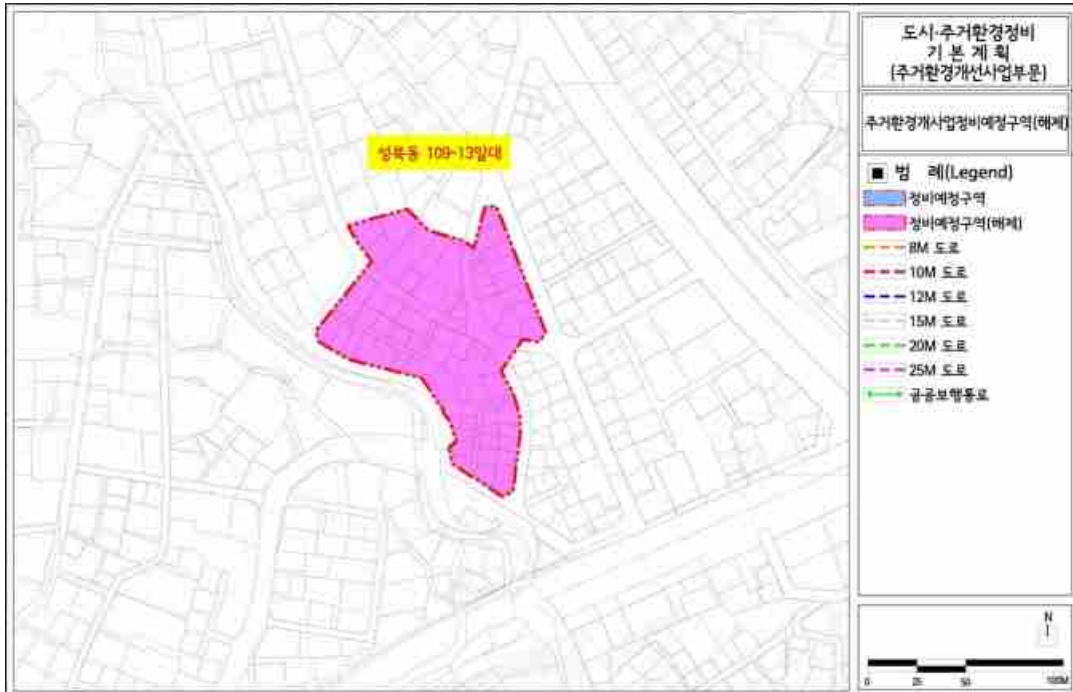 성북동 109-13일대
도시·주거환경정비
기 본 계 획
(주거환경개선사업부문)
주거환경개사업정비예정구역(해제)
범 례(Legend)
정비예정구역
정비예정구역(해제)
8M 도로
10M 도로
12M 도로
15M 도로
20M 도로
25M 도로
공공보행통로
N
0 25 50 100M